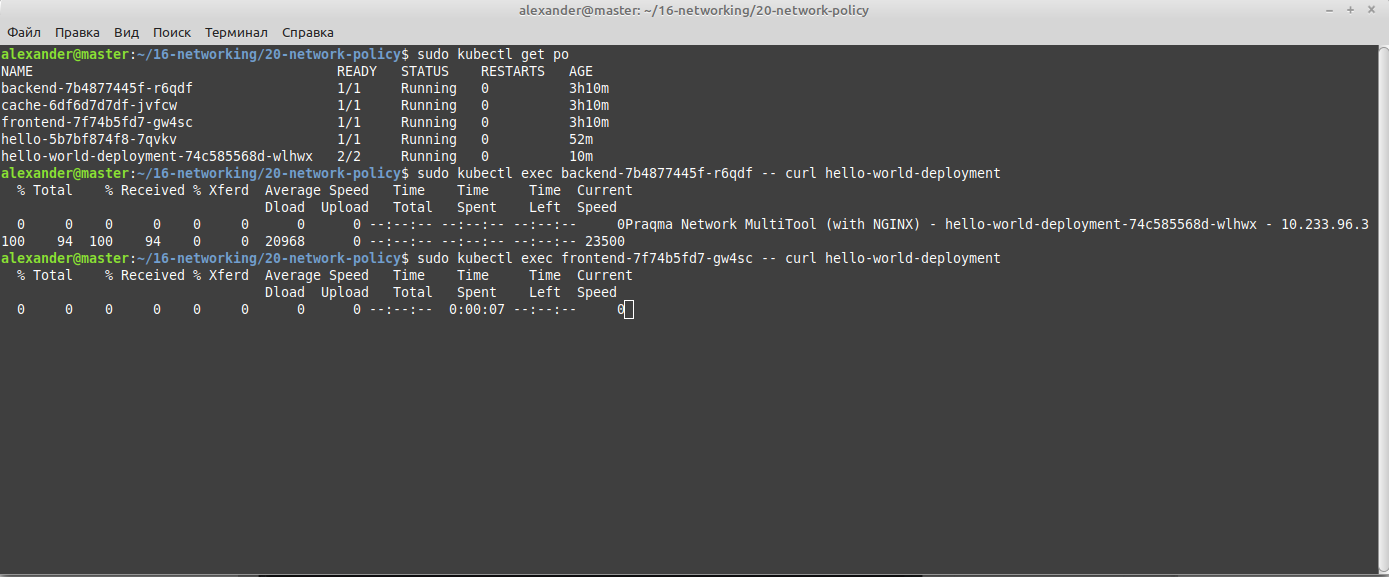 alexander@master: ~/16-networking/20-network-policy
Файл Правка Вид Поиск Терминал Справка
alexander@master:~/16-networking/20-network-policy$ sudo kubectl get po
NAME                                      READY   STATUS    RESTARTS   AGE
backend-7b4877445f-r6qdf                  1/1     Running   0          3h10m
cache-6df6d7d7df-jvfcw                    1/1     Running   0          3h10m
frontend-7f74b5fd7-gw4sc                  1/1     Running   0          3h10m
hello-5b7bf874f8-7qvkv                    1/1     Running   0          52m
hello-world-deployment-74c585568d-wlhwx   2/2     Running   0          10m
alexander@master:~/16-networking/20-network-policy$ sudo kubectl exec backend-7b4877445f-r6qdf -- curl hello-world-deployment
  % Total    % Received % Xferd  Average Speed   Time    Time     Time  Current
                                 Dload  Upload   Total   Spent    Left  Speed
  0     0    0     0    0     0      0      0 --:--:-- --:--:-- --:--:--     0Praqma Network MultiTool (with NGINX) - hello-world-deployment-74c585568d-wlhwx - 10.233.96.3
100    94  100    94    0     0  20968      0 --:--:-- --:--:-- --:--:-- 23500
alexander@master:~/16-networking/20-network-policy$ sudo kubectl exec frontend-7f74b5fd7-gw4sc -- curl hello-world-deployment
  % Total    % Received % Xferd  Average Speed   Time    Time     Time  Current
                                 Dload  Upload   Total   Spent    Left  Speed
  0     0    0     0    0     0      0      0 --:--:--  0:00:07 --:--:--     0